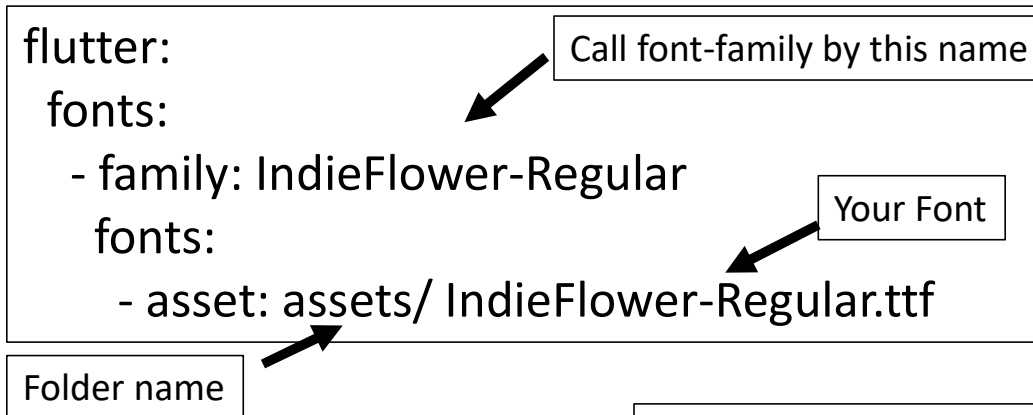 flutter:
Call font-family by this name
fonts:
- family: IndieFlower-Regular
Your Font
fonts:
- asset: assets/ IndieFlower-Regular.ttf
Folder name